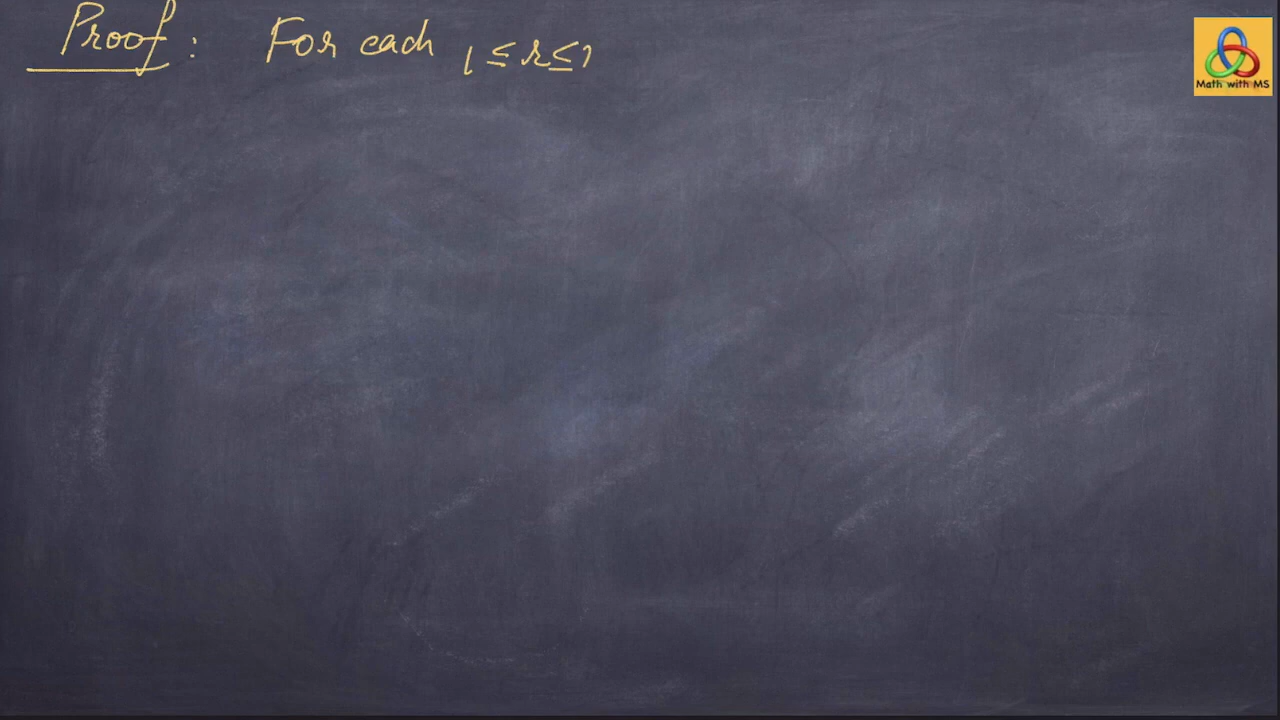 Proof : For each 1 ≤ r ≤
Math with MS